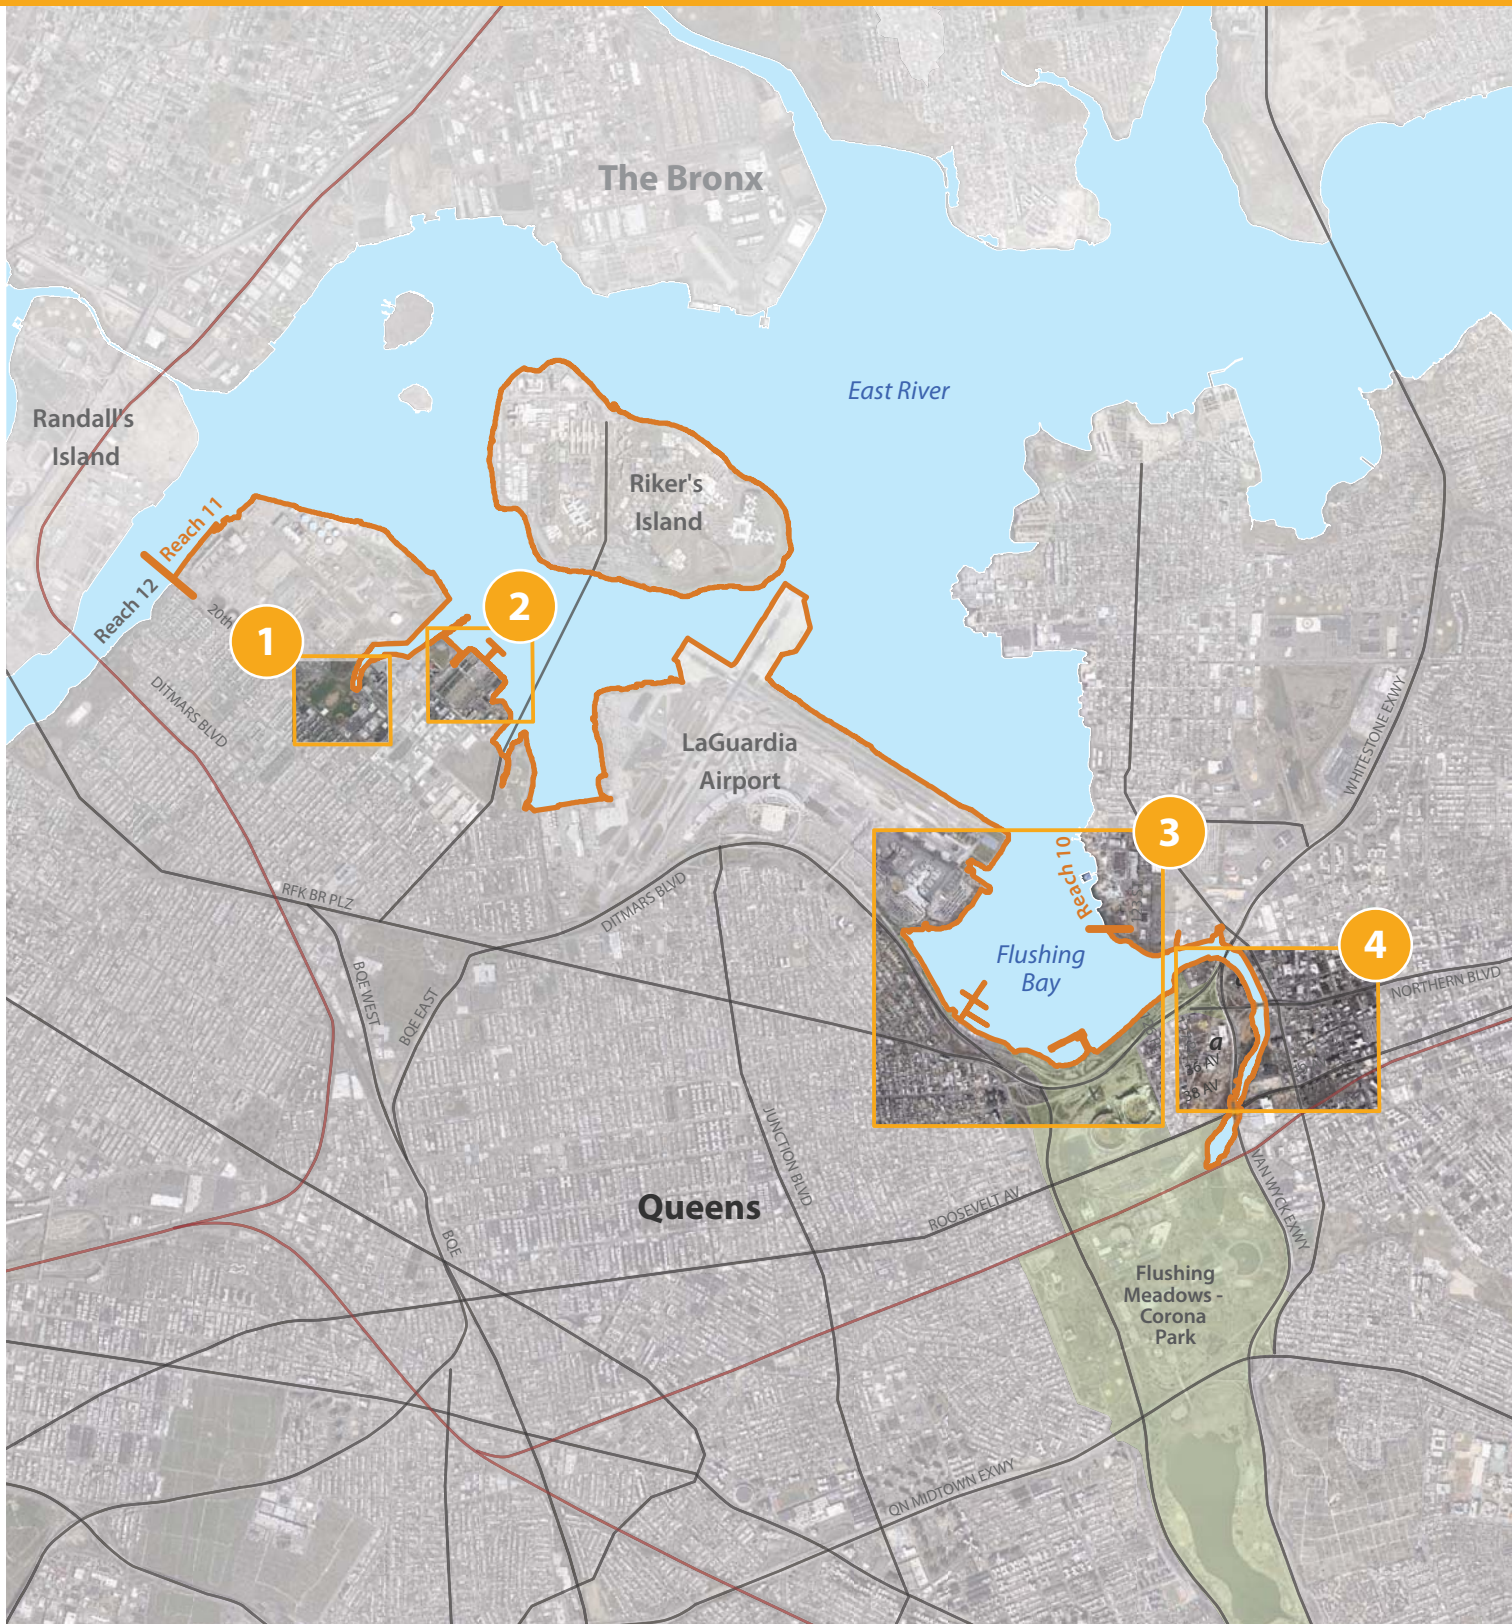 The Bronx
East River
Randall's
Island
Riker's
Island
Reach 11
Reach 12
20th
1
2
DITMARS BLVD
LaGuardia
Airport
WHITESTONE EXWY
3
Reach 10
RFK BR PLZ
DITMARS BLVD
4
Flushing
Bay
BQE WEST
BQE EAST
NORTHERN BLVD
a
36 AV
38 AV
JUNCTION BLVD
Queens
ROOSEVELT AV
VAN WYCK EXWY
BQE
Flushing
Meadows -
Corona
Park
QN MIDTOWN EXWY